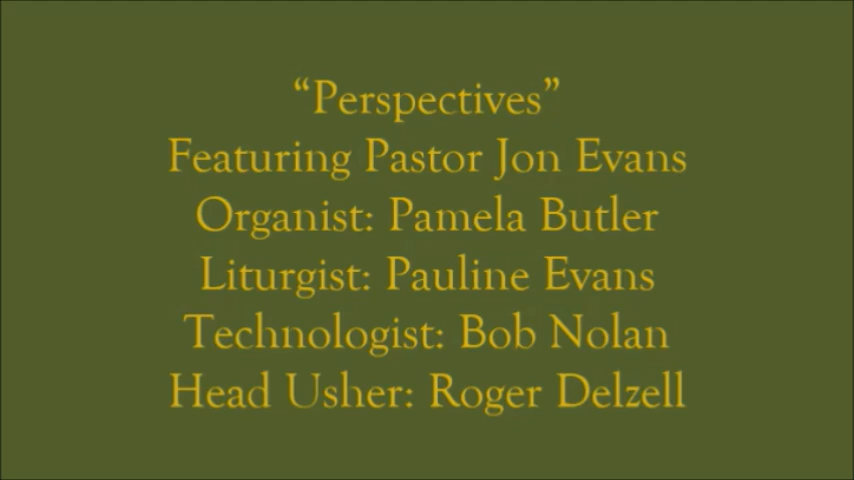 “Perspectives”
Featuring Pastor Jon Evans
Organist: Pamela Butler
Liturgist: Pauline Evans
Technologist: Bob Nolan
Head Usher: Roger Delzell